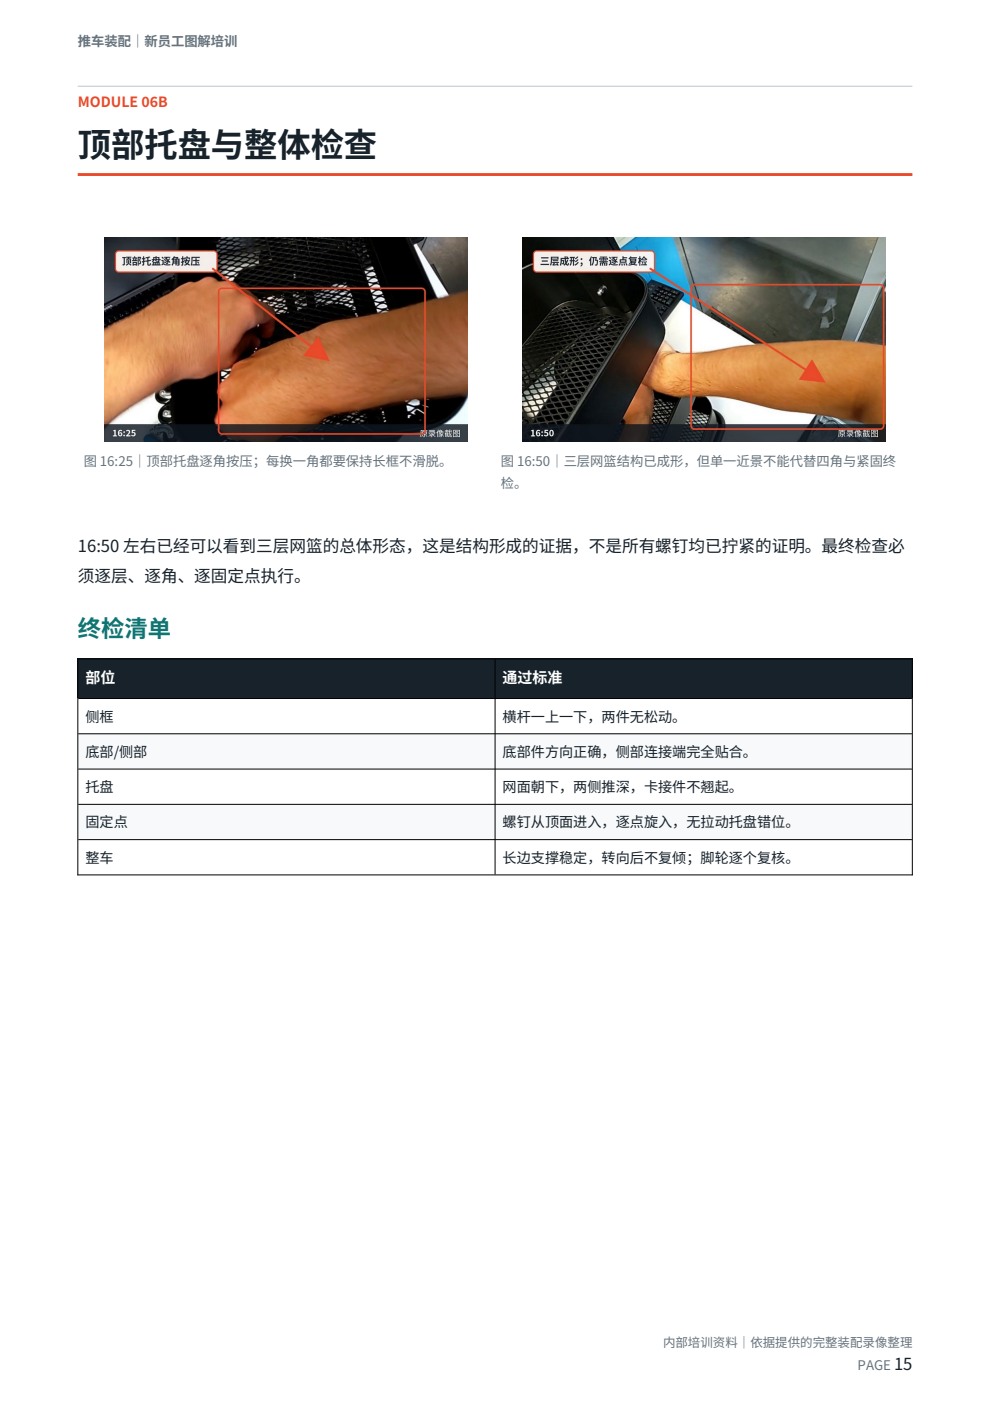 推车装配｜新员工图解培训
MODULE 06B
顶部托盘与整体检查
顶部托盘逐角按压
16:25
原录像截图
三层成形；仍需逐点复检
16:50
原录像截图
图 16:25｜顶部托盘逐角按压；每换一角都要保持长框不滑脱。
图 16:50｜三层网篮结构已成形，但单一近景不能代替四角与紧固终
检。
16:50 左右已经可以看到三层网篮的总体形态，这是结构形成的证据，不是所有螺钉均已拧紧的证明。最终检查必
须逐层、逐角、逐固定点执行。
终检清单
部位 通过标准
侧框 横杆一上一下，两件无松动。
底部/侧部 底部件方向正确，侧部连接端完全贴合。
托盘 网面朝下，两侧推深，卡接件不翘起。
固定点 螺钉从顶面进入，逐点旋入，无拉动托盘错位。
整车 长边支撑稳定，转向后不复倾；脚轮逐个复核。
内部培训资料｜依据提供的完整装配录像整理
PAGE 15